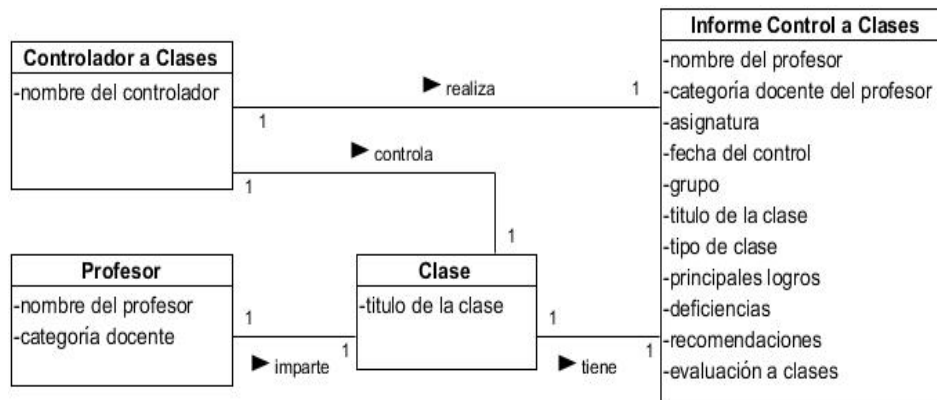 Controlador a Clases
-nombre del controlador
1
► realiza
1
1
► controla
1
Informe Control a Clases
-nombre del profesor
-categoría docente del profesor
-asignatura
-fecha del control
-grupo
-titulo de la clase
-tipo de clase
-principales logros
-deficiencias
-recomendaciones
-evaluación a clases
Profesor
-nombre del profesor
-categoría docente
1
► imparte
1
Clase
-titulo de la clase
1
► tiene
1